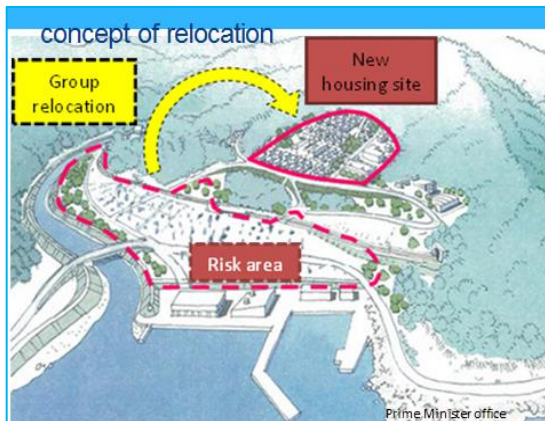 concept of relocation
Group
relocation
New
housing site
Risk area
Prime Minister office